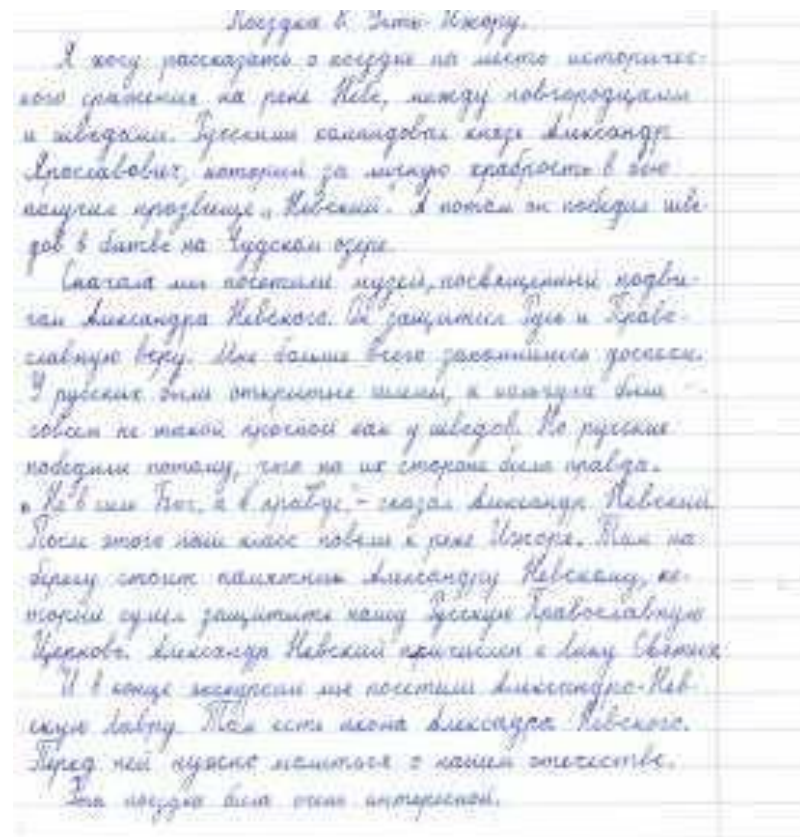 Поездка в Усть-Ижору.
Я хочу рассказать о поездке на место историчес-
кого сражения на реке Неве, между новгородцами
и шведами. Русскими командовал князь Александр
Ярославович, который за личную храбрость в бою
получил прозвище „Невский". А потом он победил шве-
дов в битве на Чудском озере.
Сначала мы посетили музей, посвященный подви-
гам Александра Невского. Он защитил Русь и Право-
славную веру. Мне больше всего запомнились доспехи.
У русских были открытые шлемы, а кольчуга была
совсем не такой прочной как у шведов. Но русские
победили потому, что на их стороне была правда.
„Не в силе Бог, а в правде", - сказал Александр Невский.
После этого наш класс повели к реке Ижоре. Там на
берегу стоит памятник Александру Невскому, ко-
торый сумел защитить нашу Русскую Православную
Церковь. Александр Невский причислен к лику Святых.
И в конце экскурсии мы посетили Александро-Нев-
скую Лавру. Там есть икона Алексадра Невского.
Перед ней нужно молиться о нашем отечестве.
Эта поездка была очень интересной.